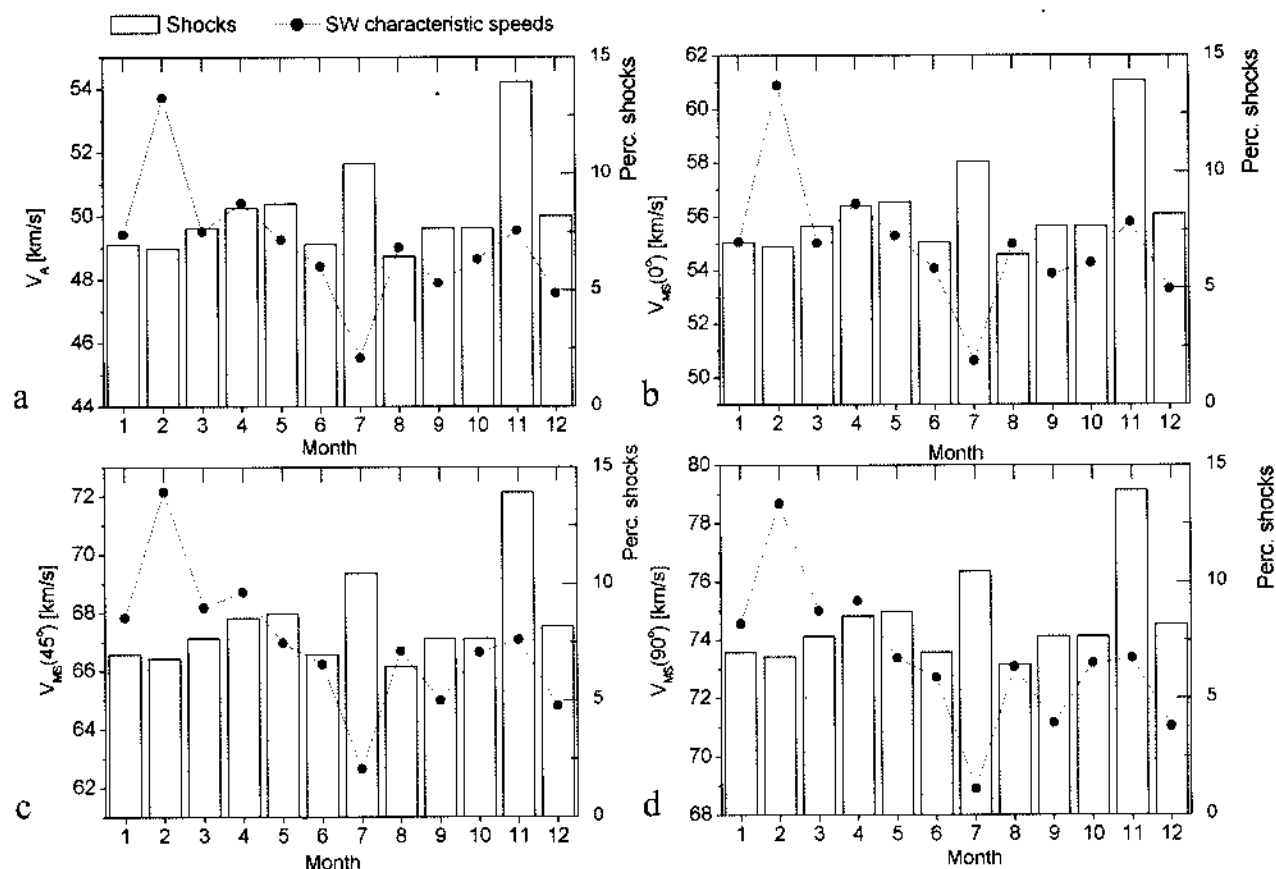 Shocks
SW characteristic speeds
V_A [km/s]
54
52
50
48
46
44
15
10
5
0
Perc. shocks
a
1 2 3 4 5 6 7 8 9 10 11 12
Month
V_MS(0°) [km/s]
62
60
58
56
54
52
50
15
10
5
0
Perc. shocks
b
1 2 3 4 5 6 7 8 9 10 11 12
Month
V_MS(45°) [km/s]
72
70
68
66
64
62
15
10
5
0
Perc. shocks
c
1 2 3 4 5 6 7 8 9 10 11 12
Month
V_MS(90°) [km/s]
80
78
76
74
72
70
68
15
10
5
0
Perc. shocks
d
1 2 3 4 5 6 7 8 9 10 11 12
Month